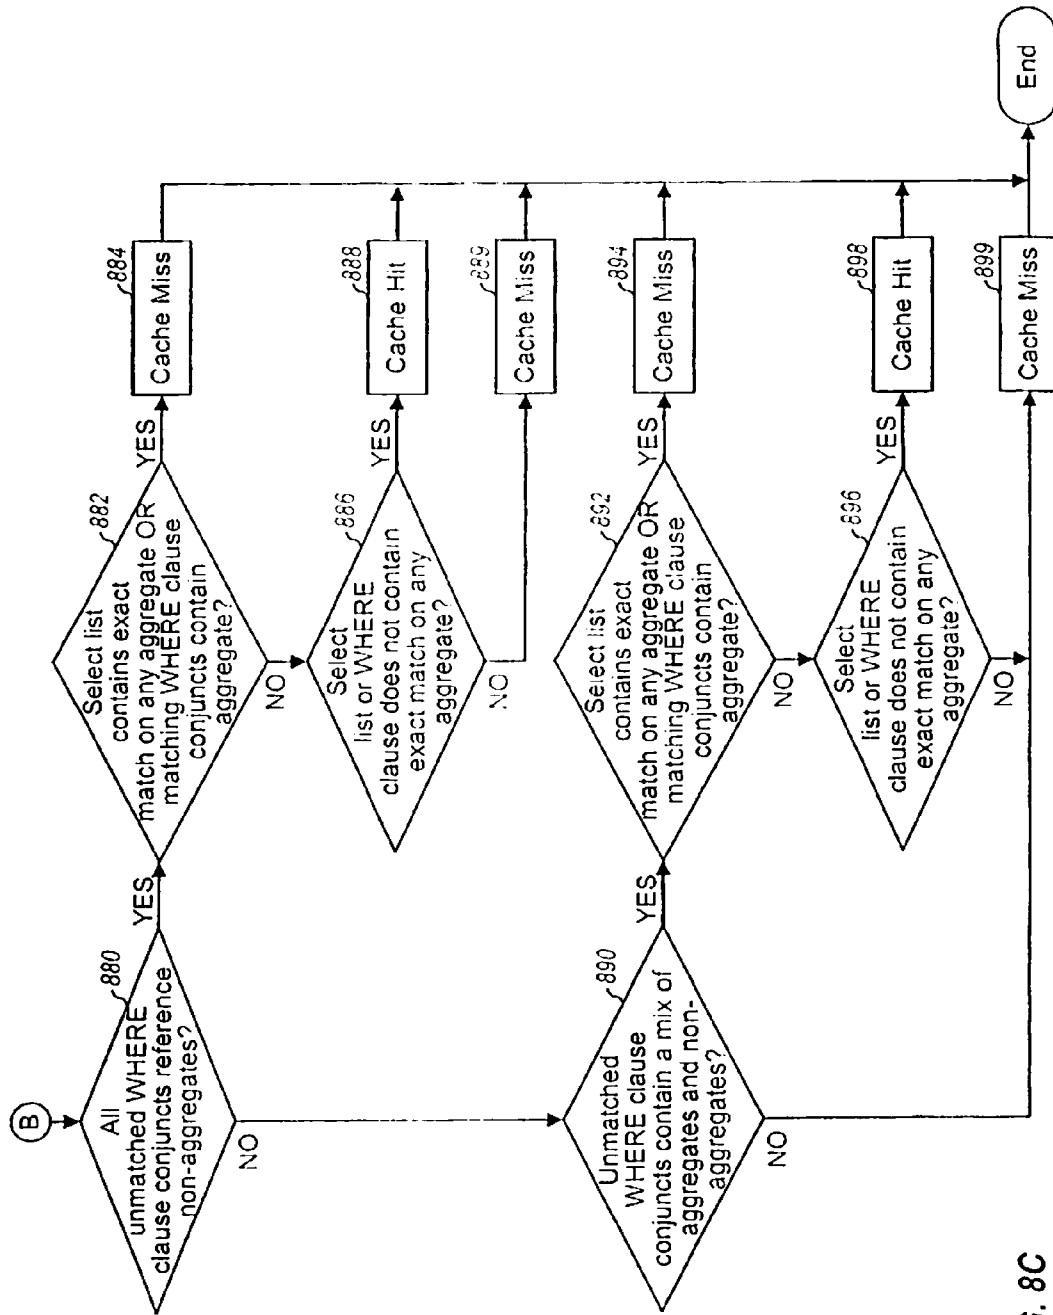 B
All
unmatched WHERE
clause conjuncts reference
non-aggregates?
880
YES
NO
Select list
contains exact
match on any aggregate OR
matching WHERE clause
conjuncts contain
aggregate?
882
YES
NO
Cache Miss
884
Select
list or WHERE
clause does not contain
exact match on any
aggregate?
886
YES
NO
Cache Hit
888
Cache Miss
889
Unmatched
WHERE clause
conjuncts contain a mix of
aggregates and non-
aggregates?
890
YES
NO
Select list
contains exact
match on any aggregate OR
matching WHERE clause
conjuncts contain
aggregate?
892
YES
NO
Cache Miss
894
Select
list or WHERE
clause does not contain
exact match on any
aggregate?
896
YES
NO
Cache Hit
898
Cache Miss
899
End
8C